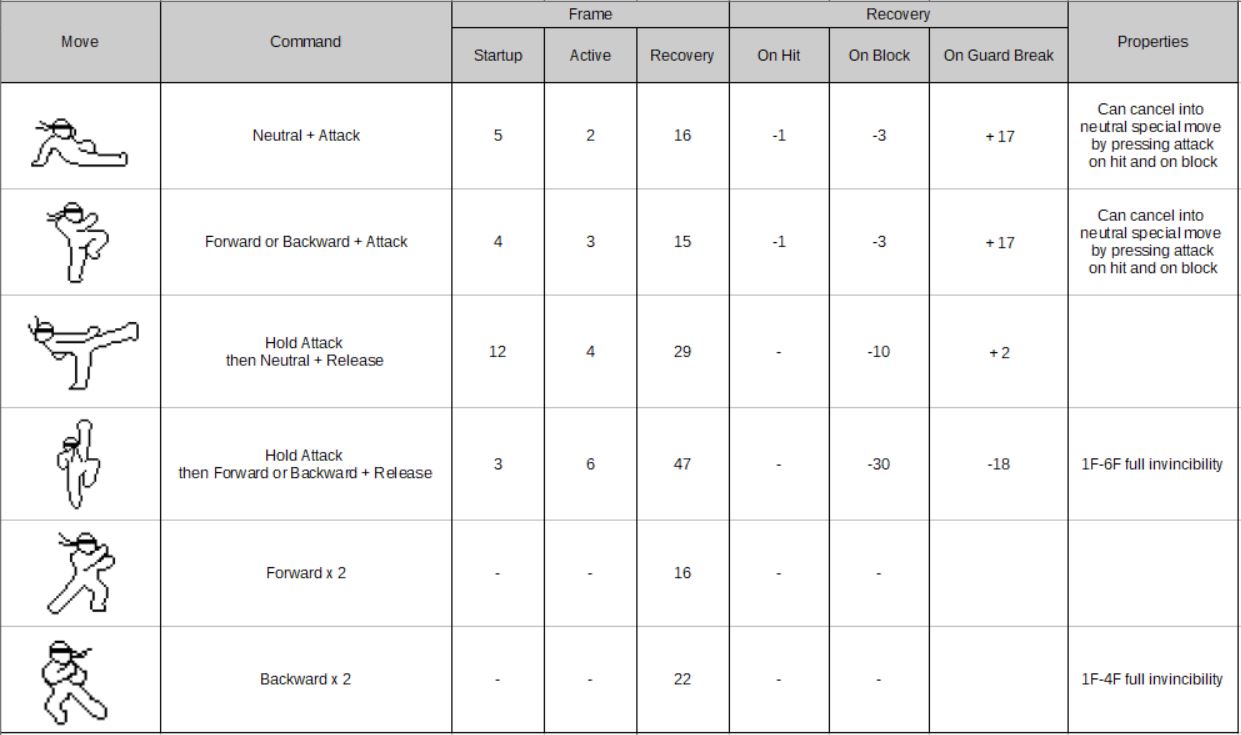 Move
Command
Frame
Recovery
Properties
Startup
Active
Recovery
On Hit
On Block
On Guard Break
Neutral + Attack
5
2
16
-1
-3
+ 17
Can cancel into
neutral special move
by pressing attack
on hit and on block
Forward or Backward + Attack
4
3
15
-1
-3
+ 17
Can cancel into
neutral special move
by pressing attack
on hit and on block
Hold Attack
then Neutral + Release
12
4
29
-
-10
+ 2
Hold Attack
then Forward or Backward + Release
3
6
47
-
-30
-18
1F-6F full invincibility
Forward x 2
-
-
16
-
-
Backward x 2
-
-
22
-
-
1F-4F full invincibility